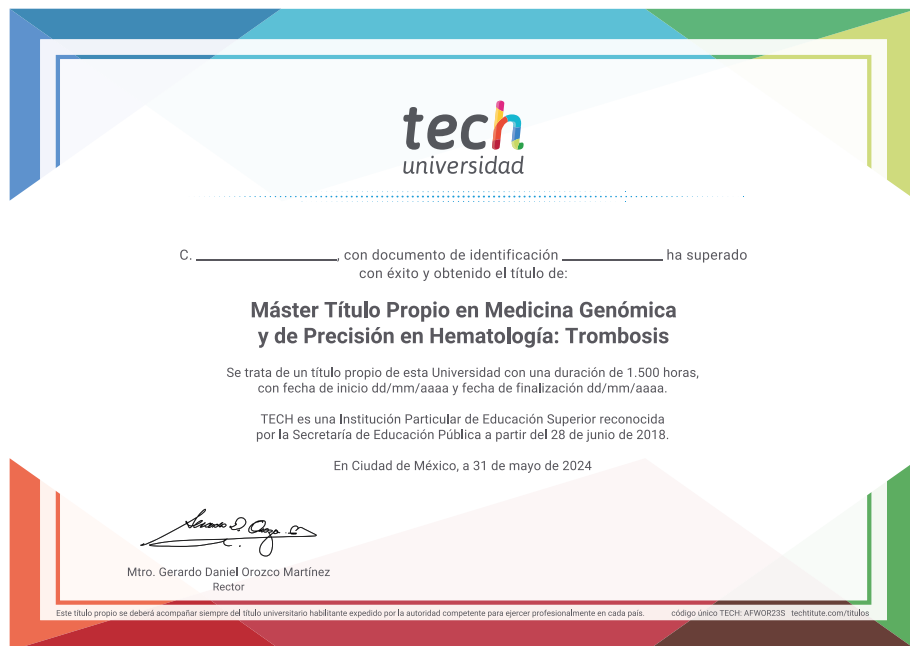 tech
universidad
C. ____________, con documento de identificación ____________ ha superado
con éxito y obtenido el título de:
Máster Título Propio en Medicina Genómica
y de Precisión en Hematología: Trombosis
Se trata de un título propio de esta Universidad con una duración de 1.500 horas,
con fecha de inicio dd/mm/aaaa y fecha de finalización dd/mm/aaaa.
TECH es una Institución Particular de Educación Superior reconocida
por la Secretaría de Educación Pública a partir del 28 de junio de 2018.
En Ciudad de México, a 31 de mayo de 2024
Mtro. Gerardo Daniel Orozco Martínez
Rector
Este título propio se deberá acompañar siempre del título universitario habilitante expedido por la autoridad competente para ejercer profesionalmente en cada país. código único TECH: AFWOR23S techtitute.com/titulos